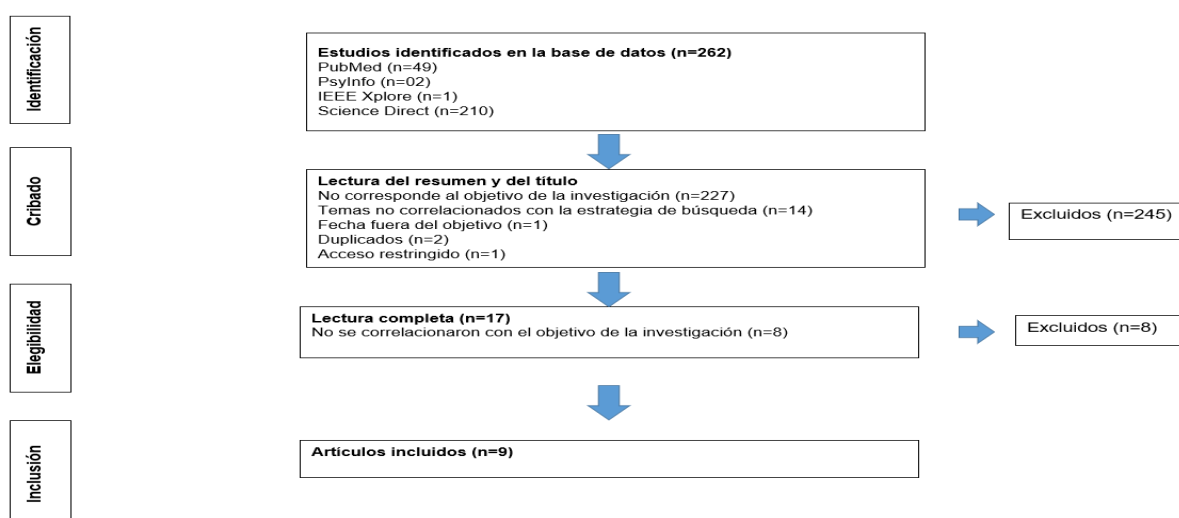 Identificación
Estudios identificados en la base de datos (n=262)
PubMed (n=49)
PsyInfo (n=02)
IEEE Xplore (n=1)
Science Direct (n=210)
Cribado
Lectura del resumen y del título
No corresponde al objetivo de la investigación (n=227)
Temas no correlacionados con la estrategia de búsqueda (n=14)
Fecha fuera del objetivo (n=1)
Duplicados (n=2)
Acceso restringido (n=1)
Excluidos (n=245)
Elegibilidad
Lectura completa (n=17)
No se correlacionaron con el objetivo de la investigación (n=8)
Excluidos (n=8)
Inclusión
Artículos incluidos (n=9)